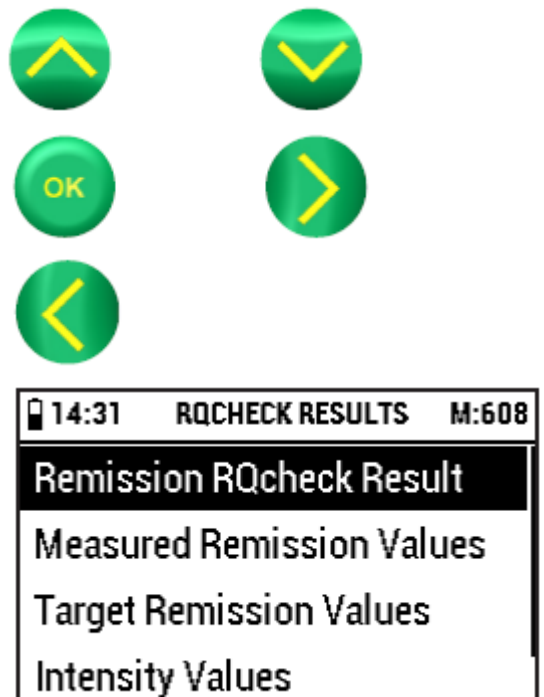 OK
14:31 RQCHECK RESULTS M:608
Remission RQcheck Result
Measured Remission Values
Target Remission Values
Intensity Values